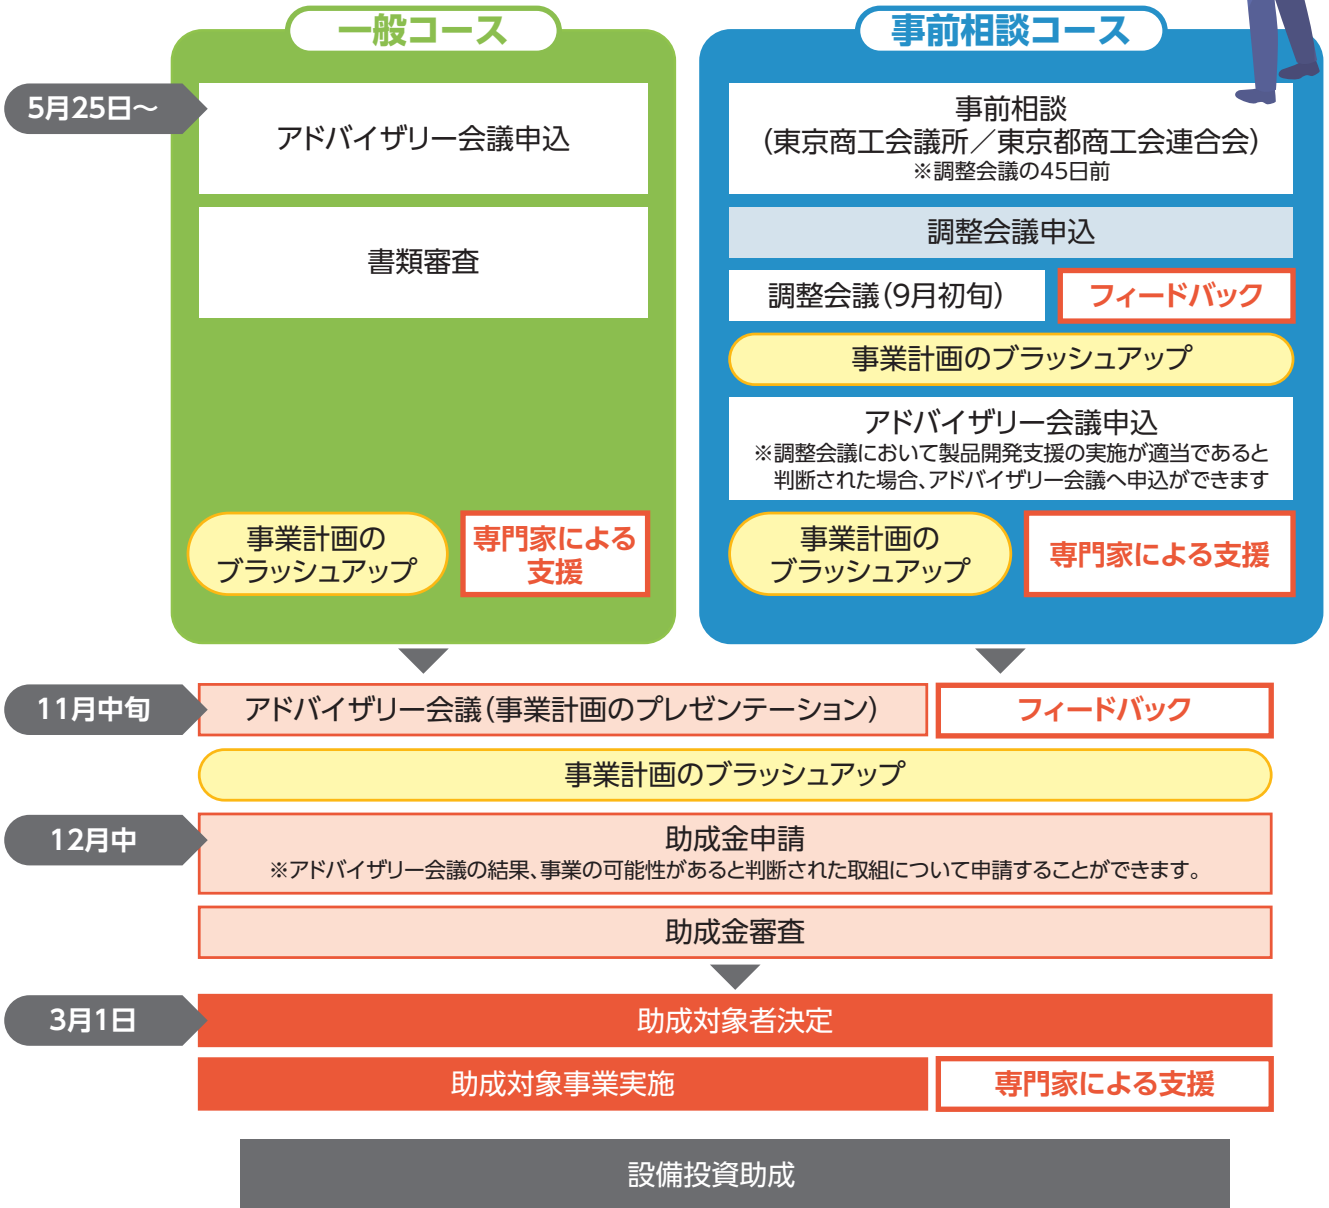 一般コース
5月25日～
アドバイザリー会議申込
書類審査
事業計画の
ブラッシュアップ
専門家による
支援
事前相談コース
事前相談
（東京商工会議所／東京都商工会連合会）
※調整会議の45日前
調整会議申込
調整会議（9月初旬）
フィードバック
事業計画のブラッシュアップ
アドバイザリー会議申込
※調整会議において製品開発支援の実施が適当であると
判断された場合、アドバイザリー会議へ申込ができます
事業計画の
ブラッシュアップ
専門家による支援
11月中旬
アドバイザリー会議（事業計画のプレゼンテーション）
フィードバック
事業計画のブラッシュアップ
12月中
助成金申請
※アドバイザリー会議の結果、事業の可能性があると判断された取組について申請することができます。
助成金審査
3月1日
助成対象者決定
助成対象事業実施
専門家による支援
設備投資助成